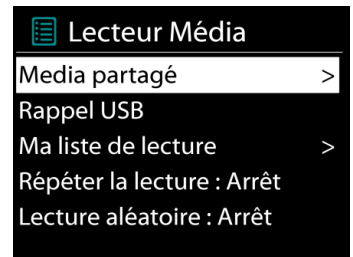 Lecteur Média
Media partagé >
Rappel USB
Ma liste de lecture >
Répéter la lecture : Arrêt
Lecture aléatoire : Arrêt